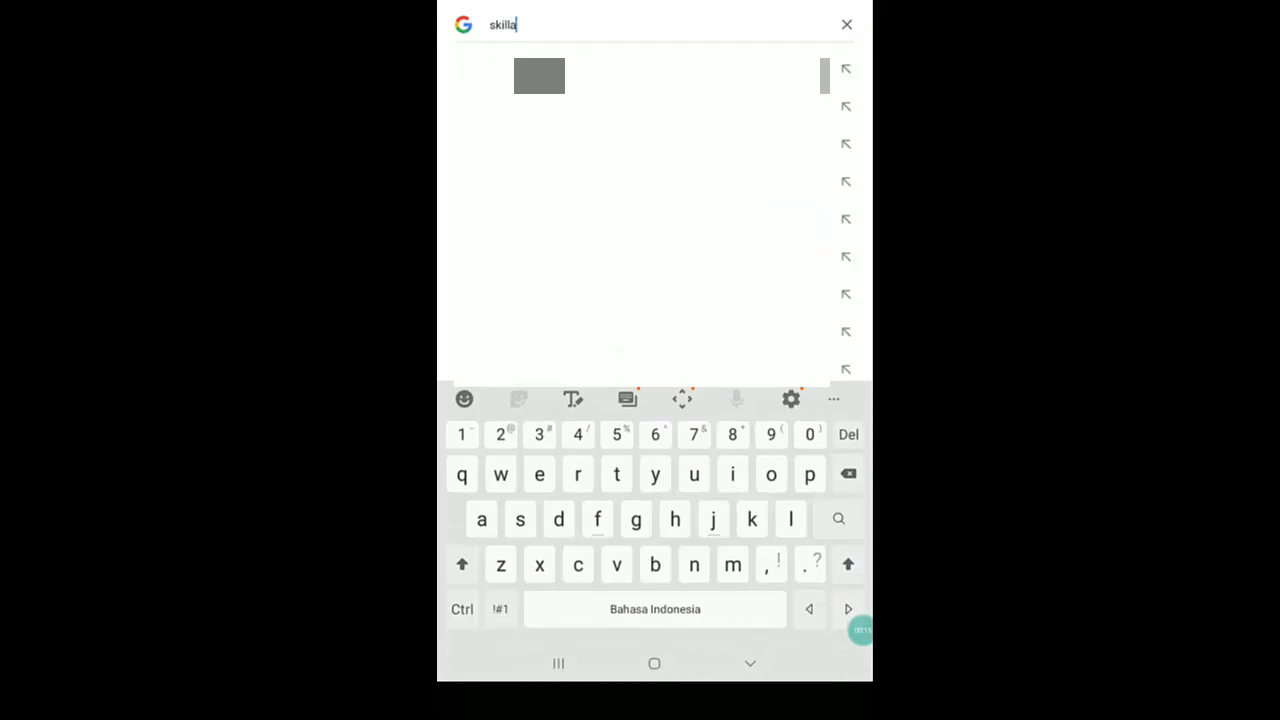 skilla
1 ~ 2 @ 3 # 4 / 5 % 6 ^ 7 & 8 * 9 ( 0 ) Del
q w e r t y u i o p
a s d f g h j k l
z x c v b n m , ! . ?
Ctrl !#1 Bahasa Indonesia